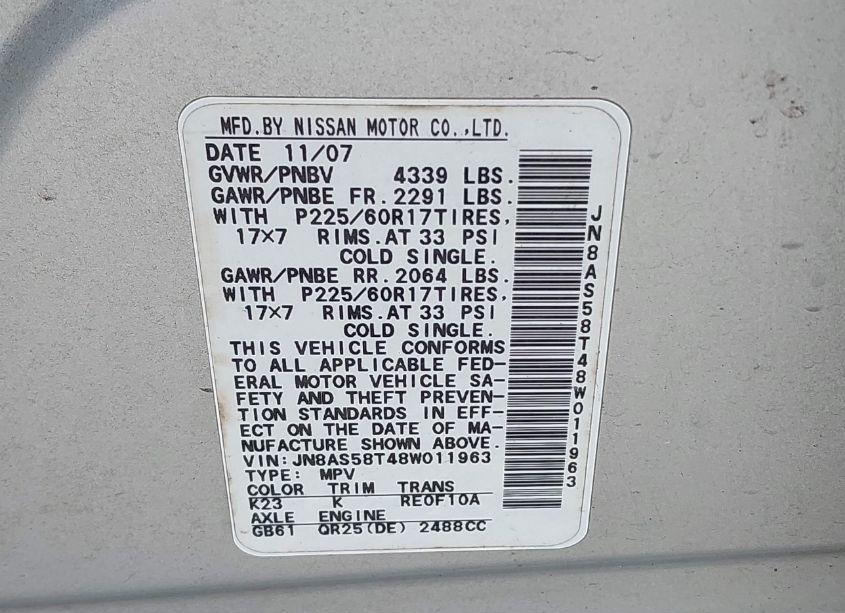 MFD.BY NISSAN MOTOR CO.,LTD.
DATE 11/07
GVWR/PNBV 4339 LBS.
GAWR/PNBE FR.2291 LBS.
WITH P225/60R17TIRES,
17×7 RIMS.AT 33 PSI
COLD SINGLE.
GAWR/PNBE RR.2064 LBS.
WITH P225/60R17TIRES,
17×7 RIMS.AT 33 PSI
COLD SINGLE.
THIS VEHICLE CONFORMS
TO ALL APPLICABLE FED-
ERAL MOTOR VEHICLE SA-
FETY AND THEFT PREVEN-
TION STANDARDS IN EFF-
ECT ON THE DATE OF MA-
NUFACTURE SHOWN ABOVE.
VIN:JN8AS58T48W011963
TYPE: MPV
COLOR TRIM TRANS
K23 K RE0F10A
AXLE ENGINE
GB61 QR25(DE) 2488CC
JN8AS58T48W011963